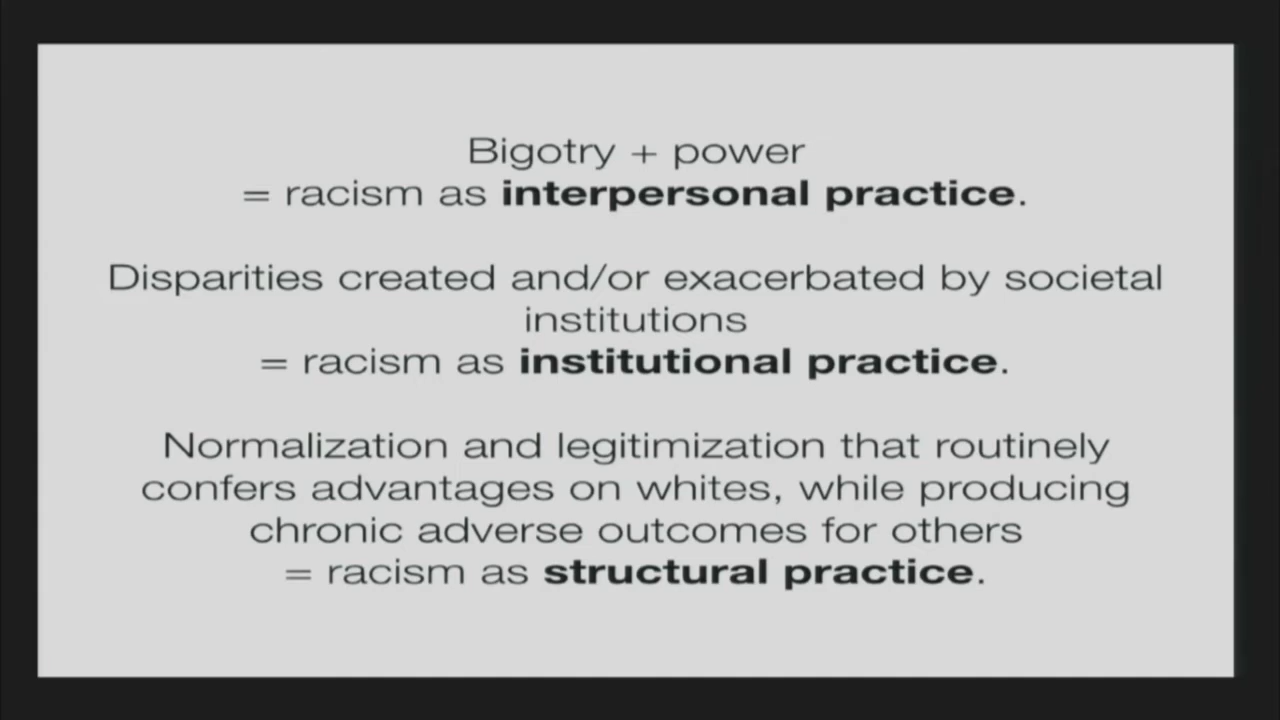 Bigotry + power
= racism as interpersonal practice.
Disparities created and/or exacerbated by societal
institutions
= racism as institutional practice.
Normalization and legitimization that routinely
confers advantages on whites, while producing
chronic adverse outcomes for others
= racism as structural practice.